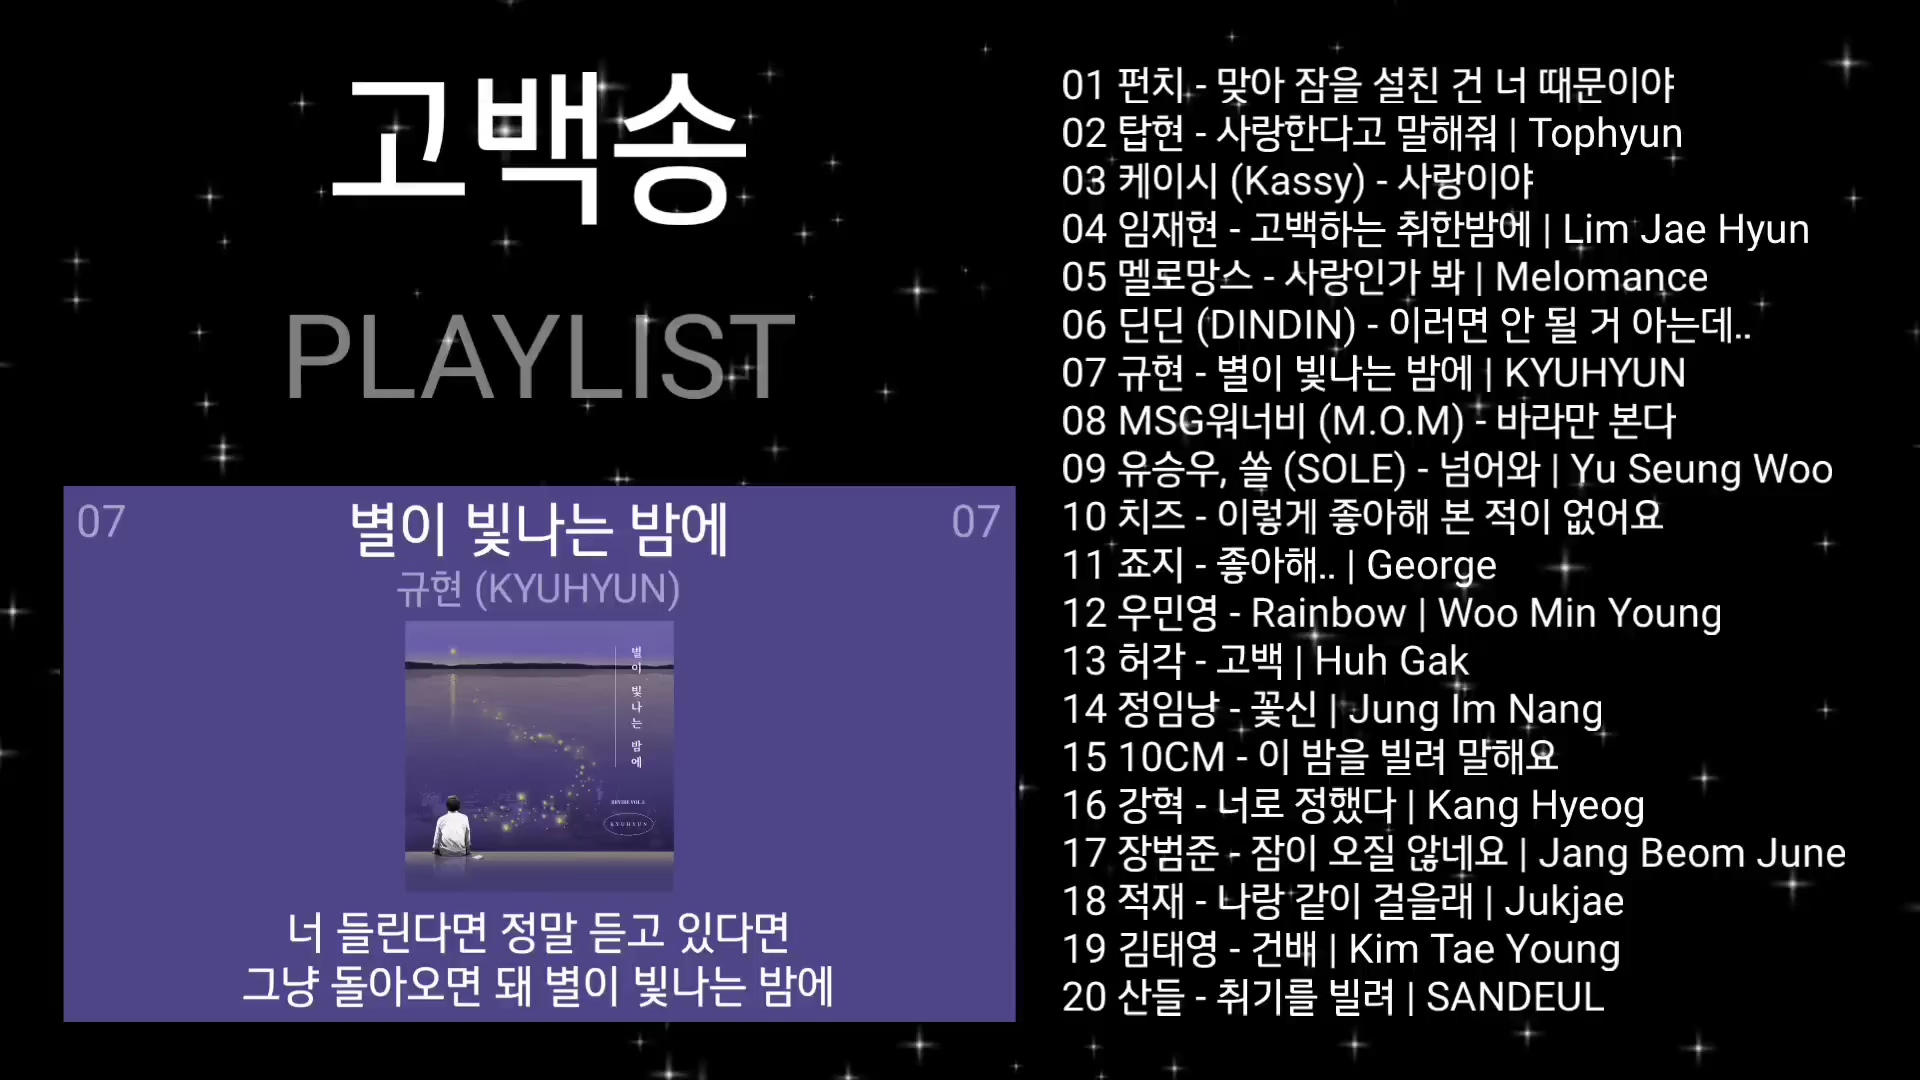 고백송
PLAYLIST
07
별이 빛나는 밤에
07
규현 (KYUHYUN)
별이 빛나는 밤에
KYUHYUN
너 들린다면 정말 듣고 있다면
그냥 돌아오면 돼 별이 빛나는 밤에
01 펀치 - 맞아 잠을 설친 건 너 때문이야
02 탑현 - 사랑한다고 말해줘 | Tophyun
03 케이시 (Kassy) - 사랑이야
04 임재현 - 고백하는 취한밤에 | Lim Jae Hyun
05 멜로망스 - 사랑인가 봐 | Melomance
06 딘딘 (DINDIN) - 이러면 안 될 거 아는데..
07 규현 - 별이 빛나는 밤에 | KYUHYUN
08 MSG워너비 (M.O.M) - 바라만 본다
09 유승우, 쏠 (SOLE) - 넘어와 | Yu Seung Woo
10 치즈 - 이렇게 좋아해 본 적이 없어요
11 죠지 - 좋아해.. | George
12 우민영 - Rainbow | Woo Min Young
13 허각 - 고백 | Huh Gak
14 정임낭 - 꽃신 | Jung Im Nang
15 10CM - 이 밤을 빌려 말해요
16 강혁 - 너로 정했다 | Kang Hyeog
17 장범준 - 잠이 오질 않네요 | Jang Beom June
18 적재 - 나랑 같이 걸을래 | Jukjae
19 김태영 - 건배 | Kim Tae Young
20 산들 - 취기를 빌려 | SANDEUL